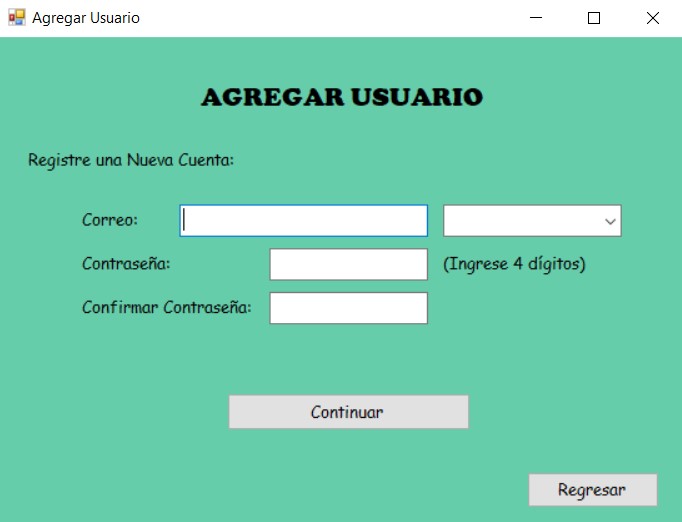 Agregar Usuario
AGREGAR USUARIO
Registre una Nueva Cuenta:
Correo:
Contraseña: (Ingrese 4 dígitos)
Confirmar Contraseña:
Continuar
Regresar